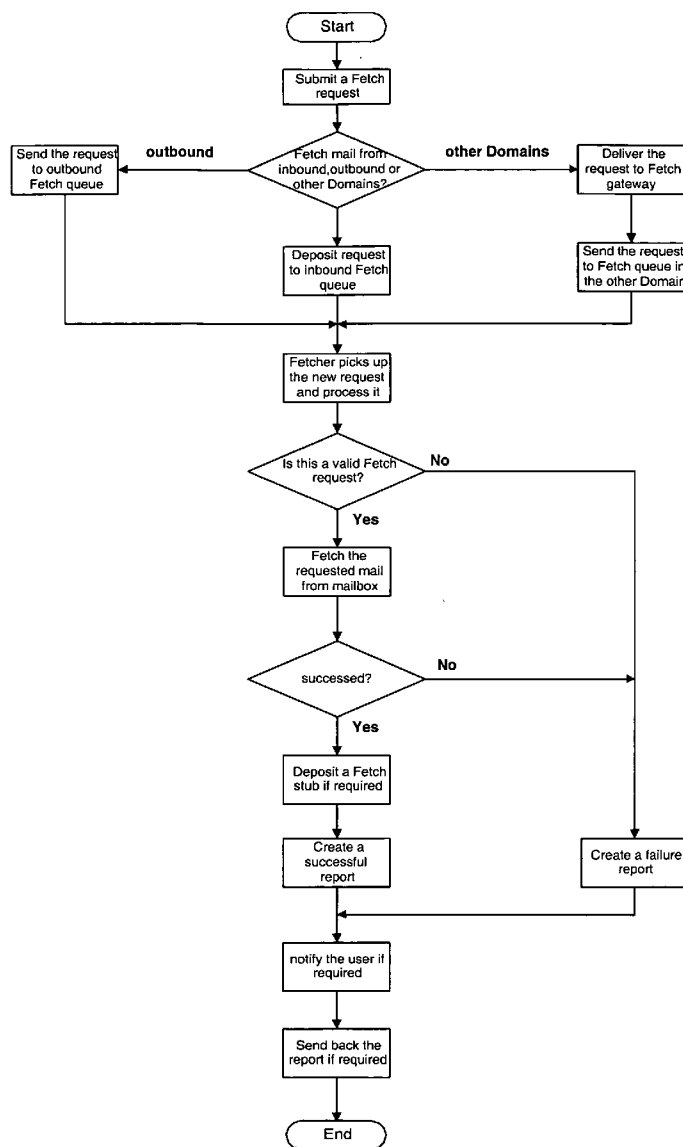 Start
Submit a Fetch
request
Fetch mail from
inbound,outbound or
other Domains?
outbound
other Domains
Send the request
to outbound
Fetch queue
Deliver the
request to Fetch
gateway
Deposit request
to inbound Fetch
queue
Send the request
to Fetch queue in
the other Domain
Fetcher picks up
the new request
and process it
Is this a valid Fetch
request?
No
Yes
Fetch the
requested mail
from mailbox
successed?
No
Yes
Deposit a Fetch
stub if required
Create a
successful
report
Create a failure
report
notify the user if
required
Send back the
report if required
End